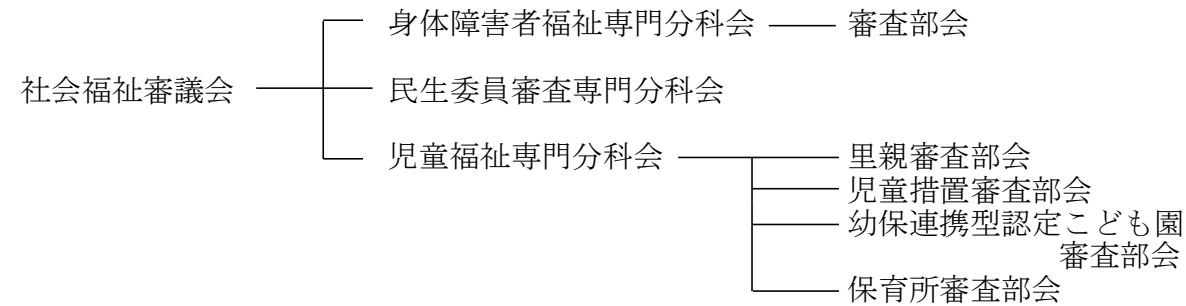 身体障害者福祉専門分科会
審査部会
社会福祉審議会
民生委員審査専門分科会
児童福祉専門分科会
里親審査部会
児童措置審査部会
幼保連携型認定こども園
審査部会
保育所審査部会